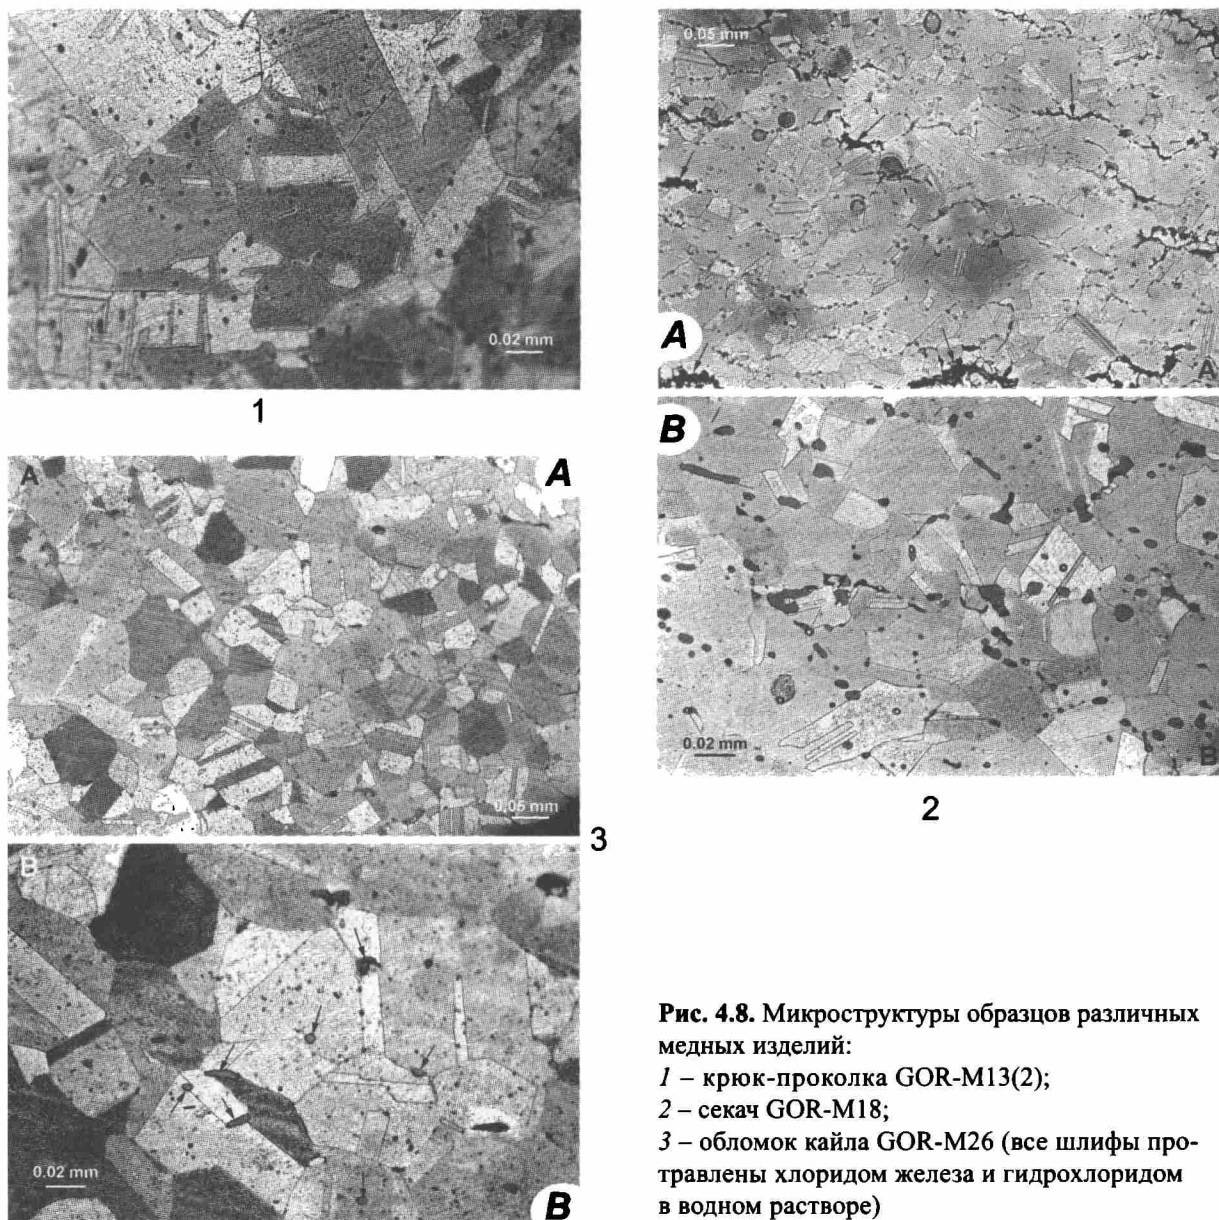 0.02 mm
1
0.05 mm
A
A
B
0.02 mm
B
2
A
A
0.05 mm
3
B
0.02 mm
B
Рис. 4.8. Микроструктуры образцов различных
медных изделий:
1 – крюк-проколка GOR-M13(2);
2 – секач GOR-M18;
3 – обломок кайла GOR-M26 (все шлифы про-
травлены хлоридом железа и гидрохлоридом
в водном растворе)